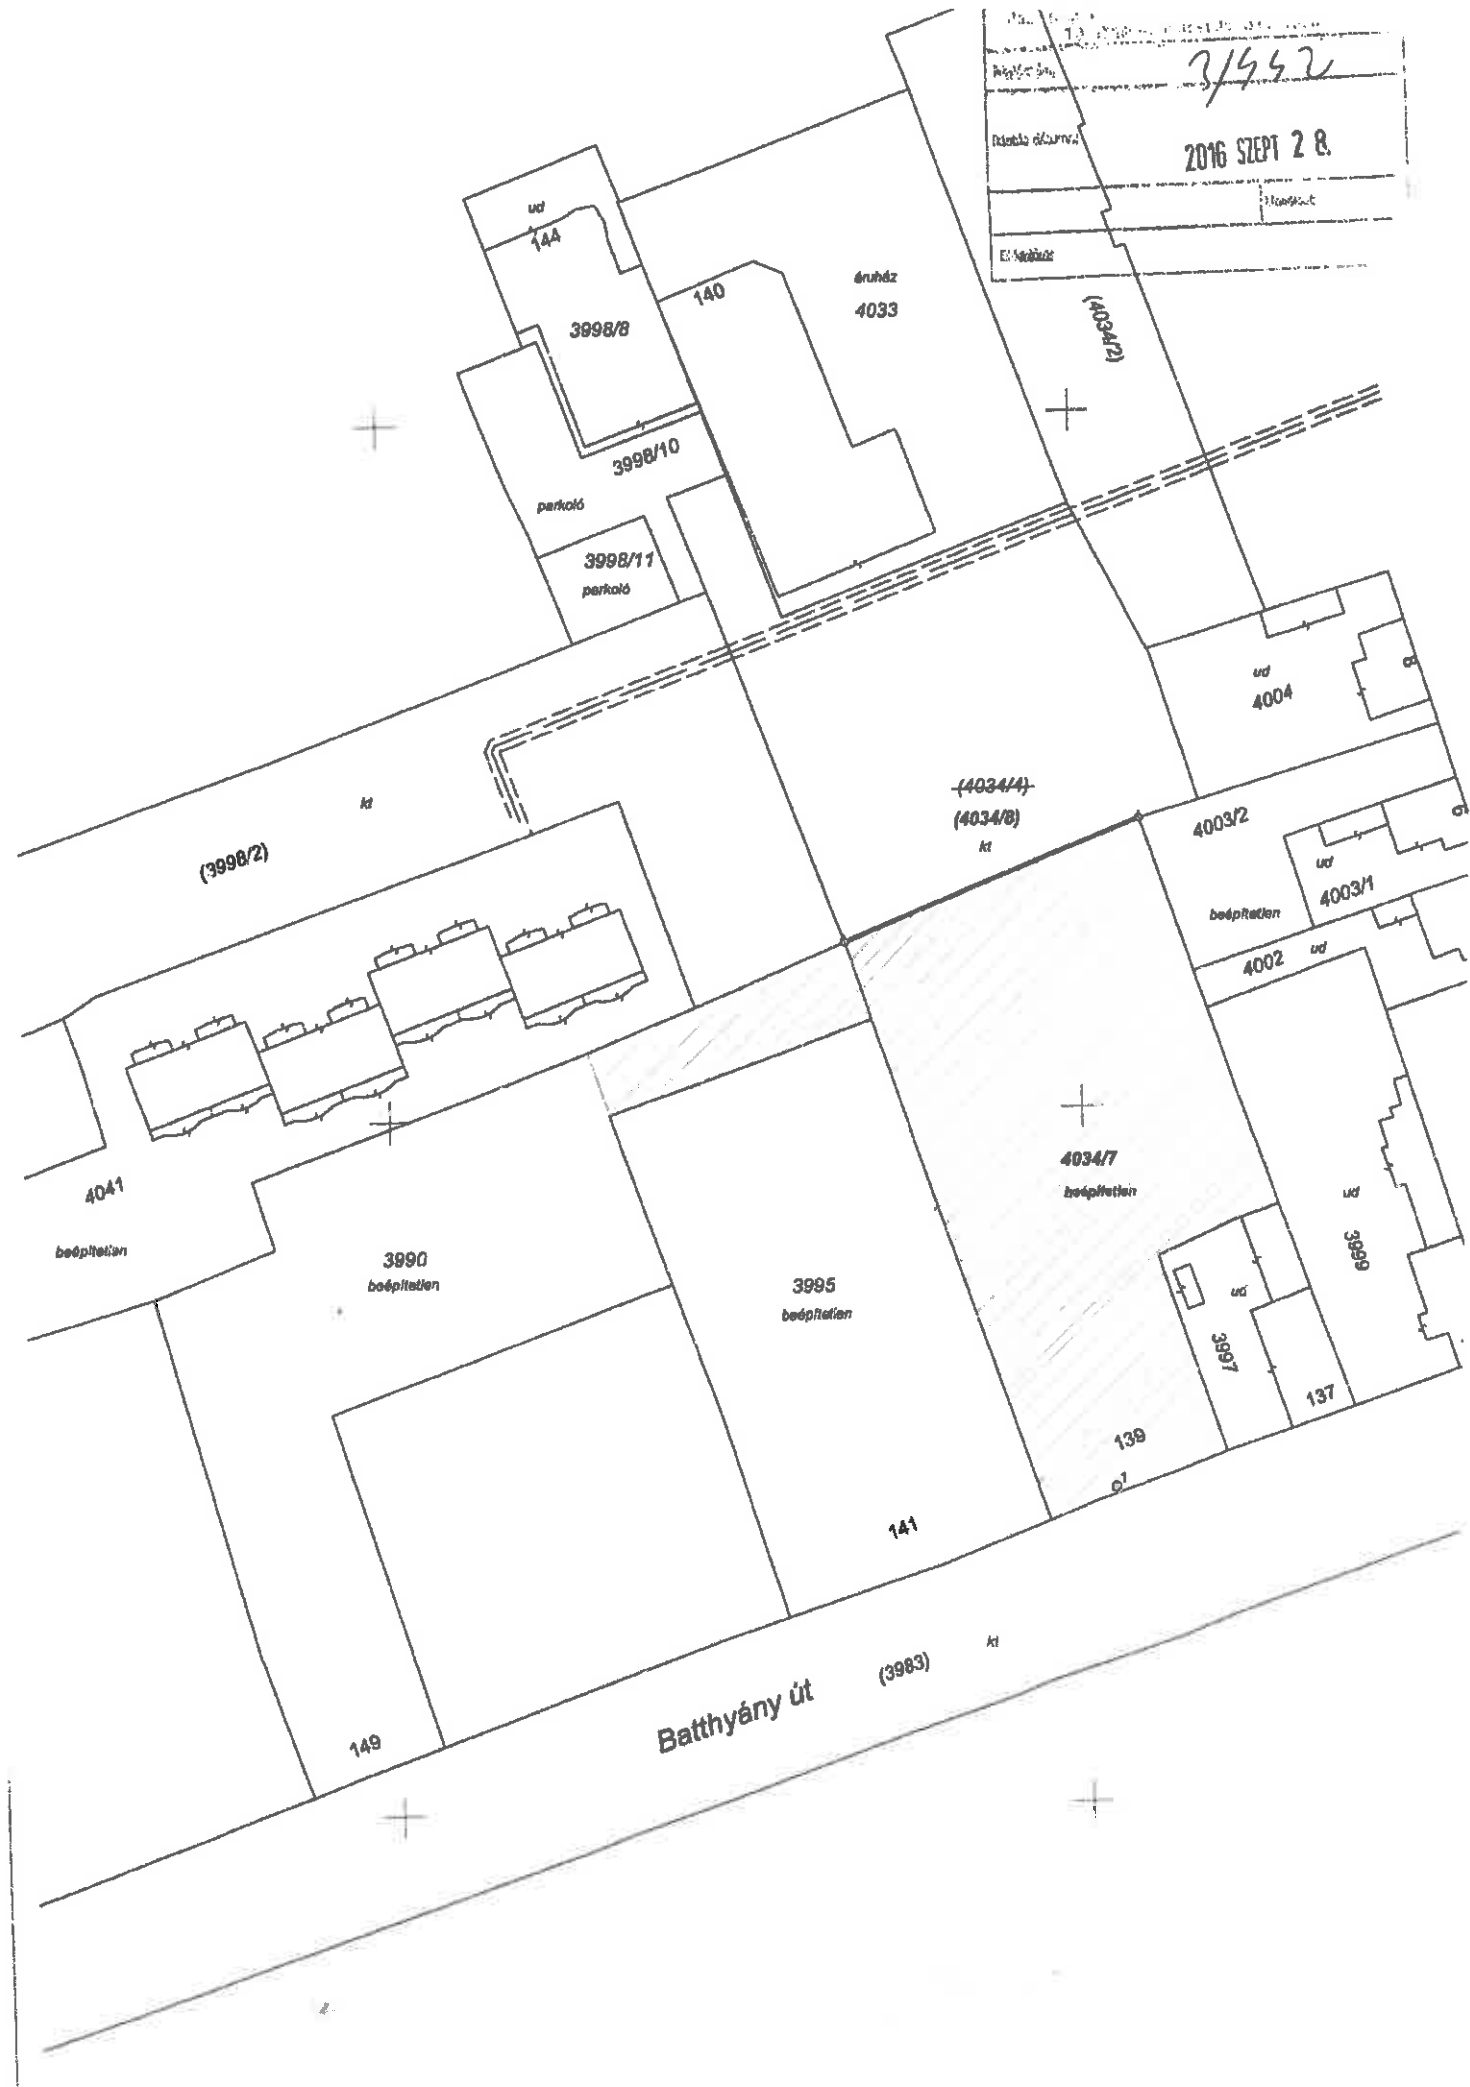 3/552
2016 SZEPT 2 8.
ud
144
3998/8
140
áruház
4033
(4034/2)
3998/10
parkoló
3998/11
parkoló
ud
4004
8
kt
(3998/2)
(4034/4)
(4034/8)
kt
4003/2
6
ud
4003/1
beépítetlen
4002
ud
4034/7
beépítetlen
4041
beépítetlen
3990
beépítetlen
3995
beépítetlen
ud
3999
ud
3997
137
139
141
149
Batthyány út
(3983)
kt